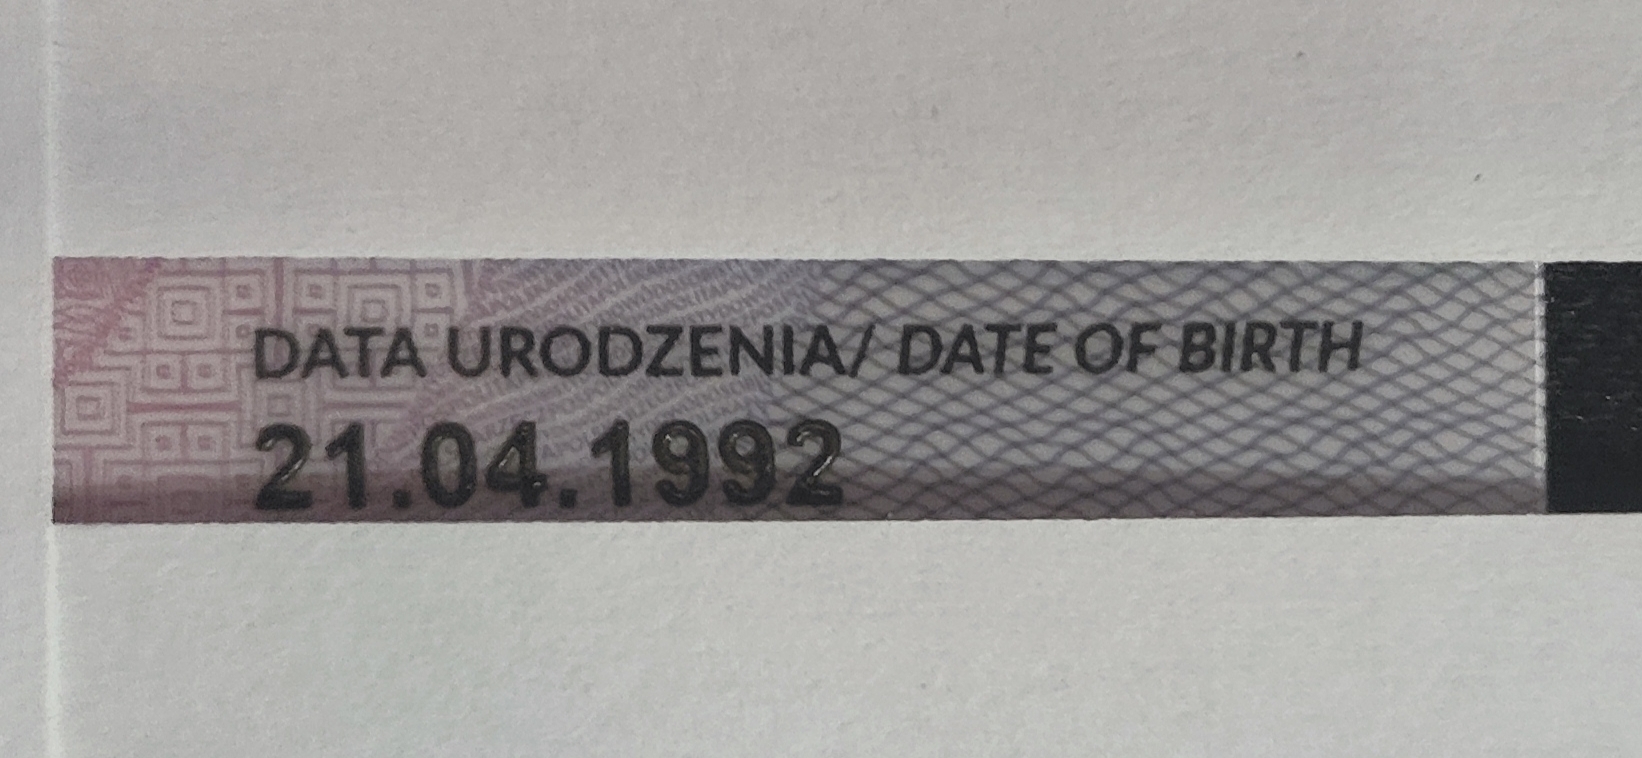 DATA URODZENIA/ DATE OF BIRTH
21.04.1992